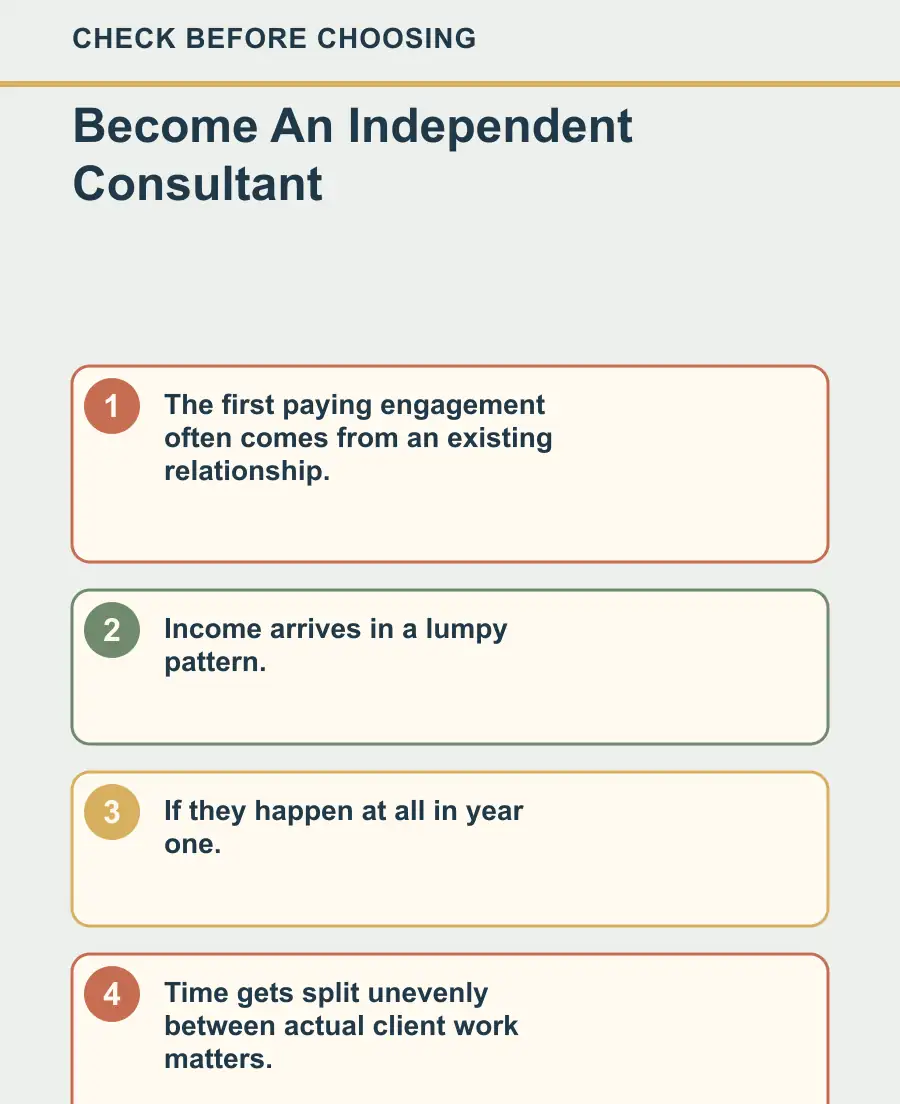 CHECK BEFORE CHOOSING
Become An Independent
Consultant
1
The first paying engagement
often comes from an existing
relationship.
2
Income arrives in a lumpy
pattern.
3
If they happen at all in year
one.
4
Time gets split unevenly
between actual client work
matters.